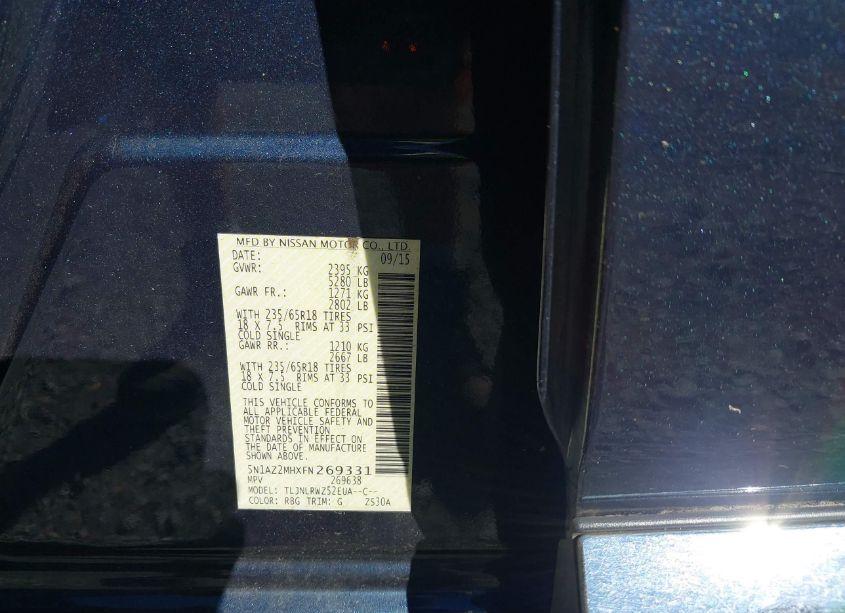 MFD BY NISSAN MOTOR CO., LTD.
DATE: 09/15
GVWR: 2395 KG
5280 LB
GAWR FR.: 1271 KG
2802 LB
WITH 235/65R18 TIRES
18 X 7.5 RIMS AT 33 PSI
COLD SINGLE
GAWR RR.: 1210 KG
2667 LB
WITH 235/65R18 TIRES
18 X 7.5 RIMS AT 33 PSI
COLD SINGLE
THIS VEHICLE CONFORMS TO
ALL APPLICABLE FEDERAL
MOTOR VEHICLE SAFETY AND
THEFT PREVENTION
STANDARDS IN EFFECT ON
THE DATE OF MANUFACTURE
SHOWN ABOVE.
5N1AZ2MHXFN269331
MPV 269638
MODEL: TLJNLRWZ52EUA--C--
COLOR: RBG TRIM: G ZS30A